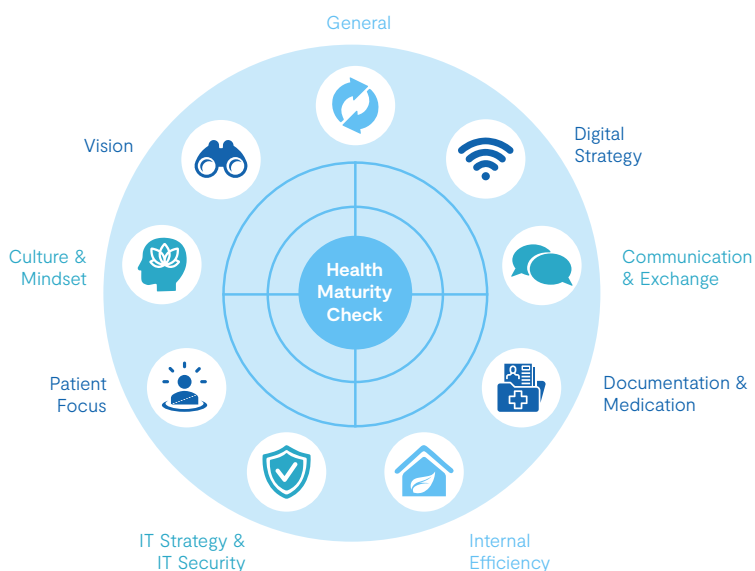 General
Digital
Strategy
Communication
& Exchange
Documentation &
Medication
Internal
Efficiency
IT Strategy &
IT Security
Patient
Focus
Culture &
Mindset
Vision
Health
Maturity
Check